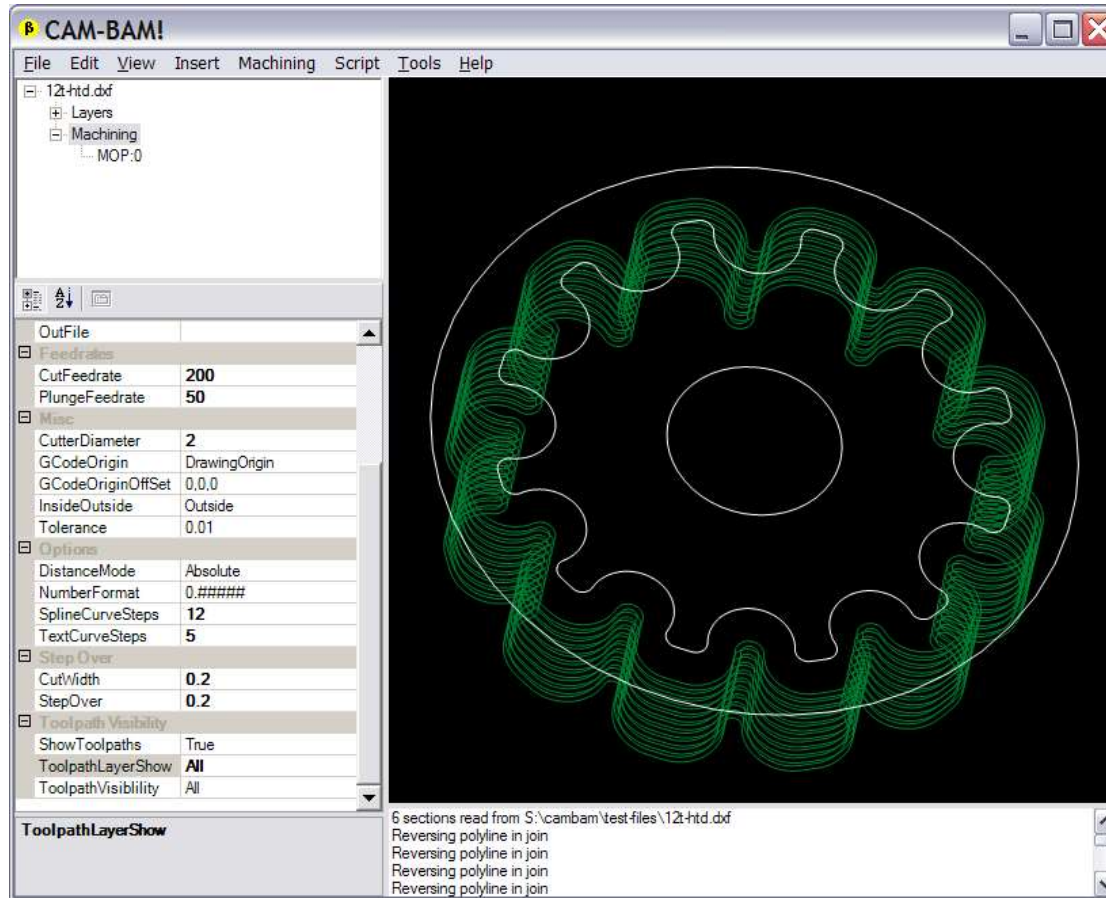 β CAM-BAM!
File Edit View Insert Machining Script Tools Help
12t-htd.dxf
Layers
Machining
MOP:0
OutFile
Feedrates
CutFeedrate 200
PlungeFeedrate 50
Misc
CutterDiameter 2
GCodeOrigin DrawingOrigin
GCodeOriginOffSet 0,0,0
InsideOutside Outside
Tolerance 0.01
Options
DistanceMode Absolute
NumberFormat 0.#####
SplineCurveSteps 12
TextCurveSteps 5
Step Over
CutWidth 0.2
StepOver 0.2
Toolpath Visibility
ShowToolpaths True
ToolpathLayerShow All
ToolpathVisiblility All
ToolpathLayerShow
6 sections read from S:\cambam\test-files\12t-htd.dxf
Reversing polyline in join
Reversing polyline in join
Reversing polyline in join
Reversing polyline in join